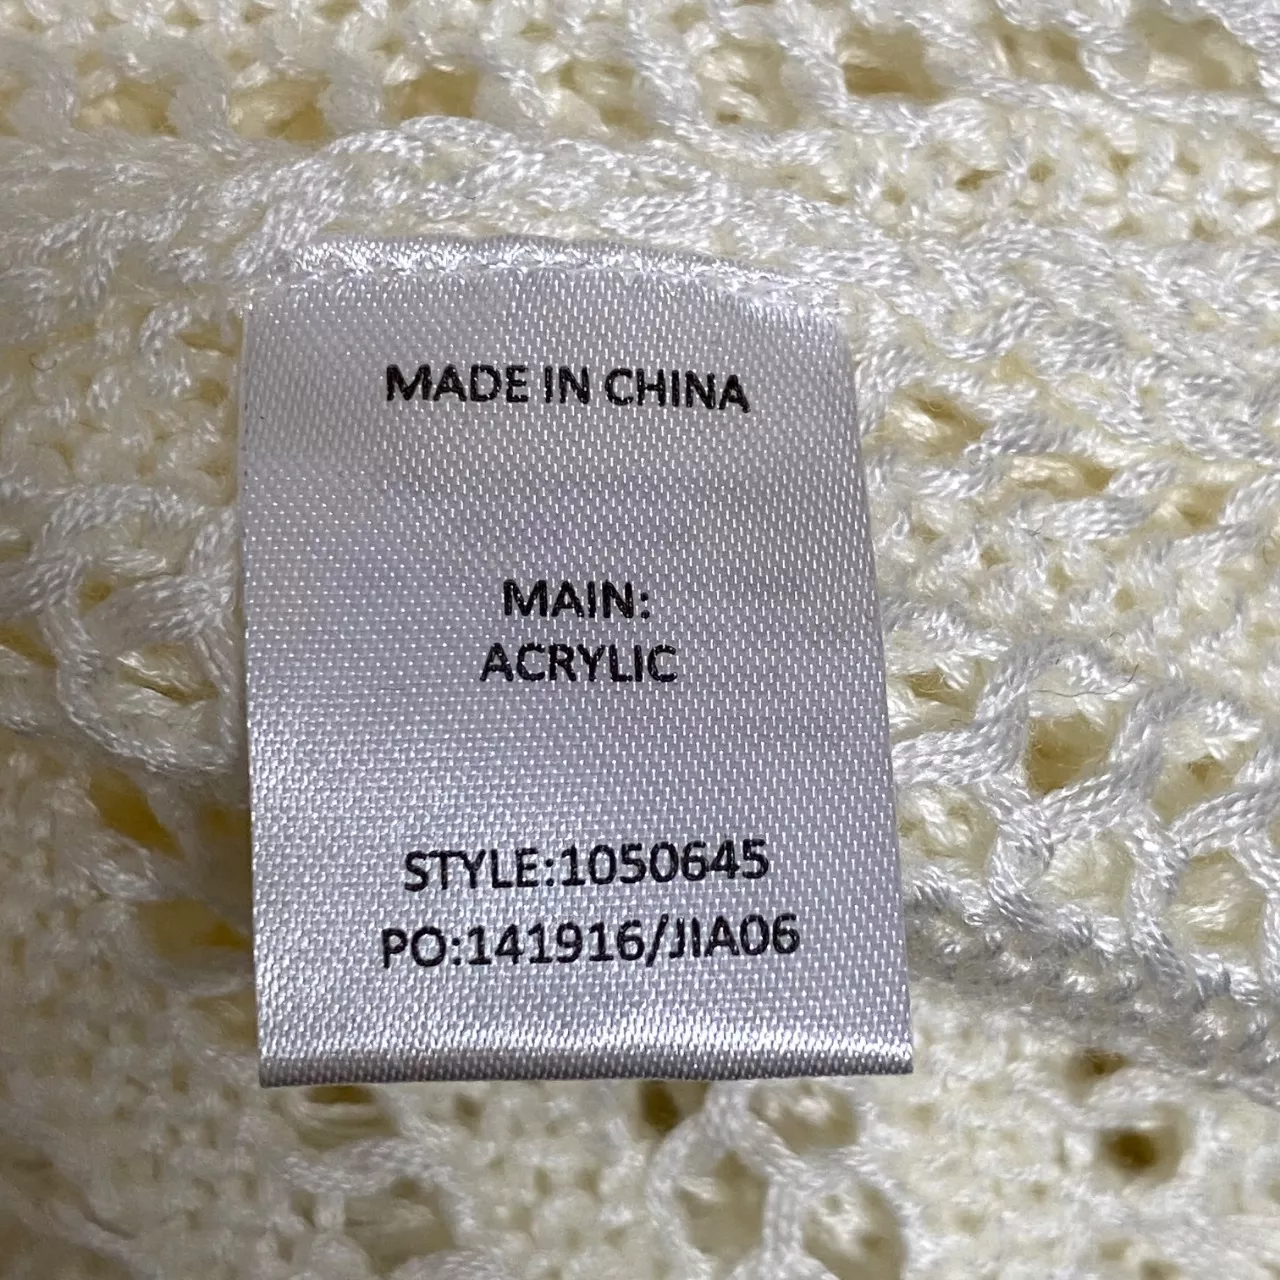 MADE IN CHINA
MAIN:
ACRYLIC
STYLE:1050645
PO:141916/JIA06